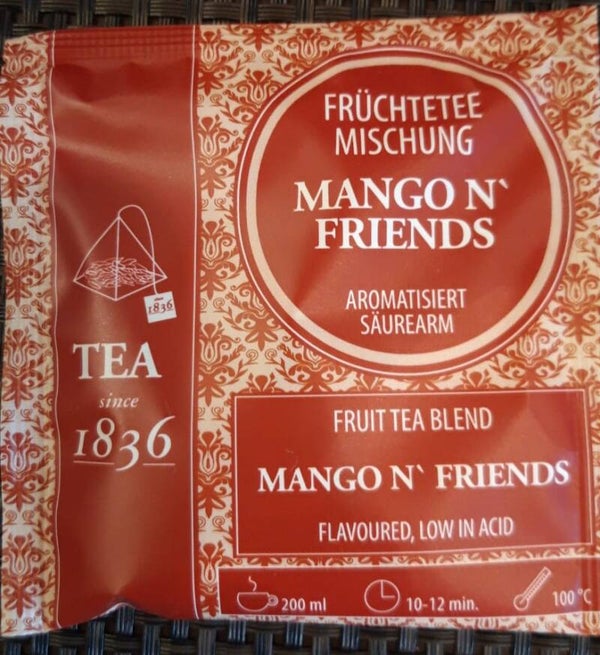 FRÜCHTETEE
MISCHUNG
MANGO N`
FRIENDS
AROMATISIERT
SÄUREARM
1836
TEA
since
1836
FRUIT TEA BLEND
MANGO N` FRIENDS
FLAVOURED, LOW IN ACID
200 ml
10-12 min.
100 °C